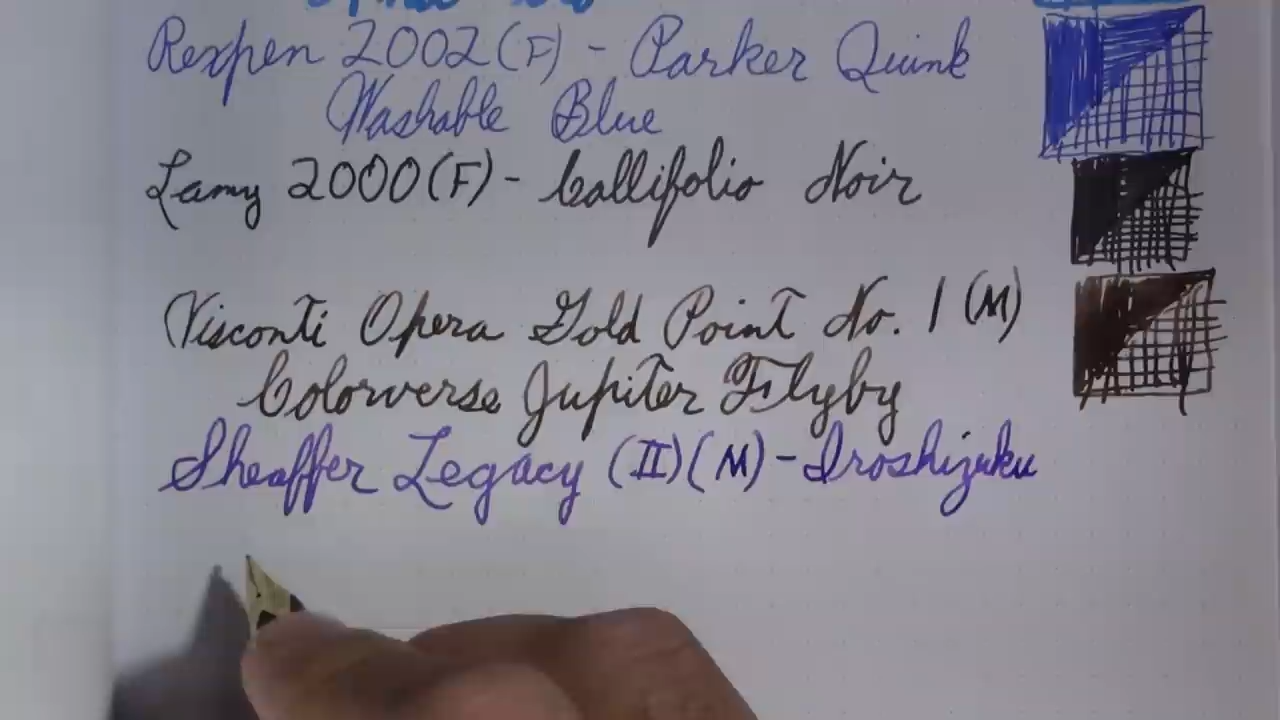 Rexpen 2002 (F) - Parker Quink
Washable Blue
Lamy 2000 (F) - Callifolio Noir
Visconti Opera Gold Point No. 1 (M)
Colorverse Jupiter Flyby
Sheaffer Legacy (II) (M) - Iroshizuku